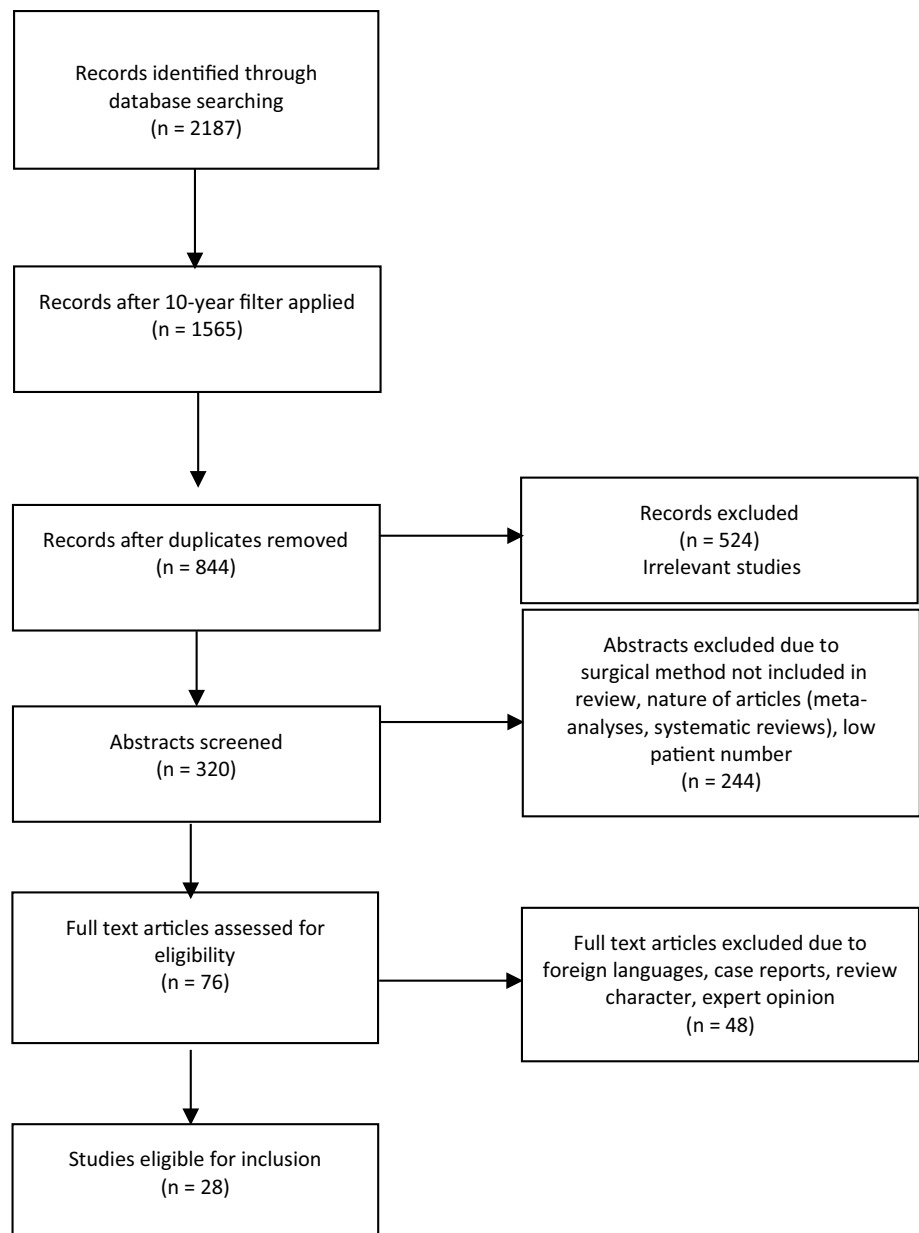 Records identified through
database searching
(n = 2187)
Records after 10-year filter applied
(n = 1565)
Records after duplicates removed
(n = 844)
Records excluded
(n = 524)
Irrelevant studies
Abstracts screened
(n = 320)
Abstracts excluded due to
surgical method not included in
review, nature of articles (meta-
analyses, systematic reviews), low
patient number
(n = 244)
Full text articles assessed for
eligibility
(n = 76)
Full text articles excluded due to
foreign languages, case reports, review
character, expert opinion
(n = 48)
Studies eligible for inclusion
(n = 28)